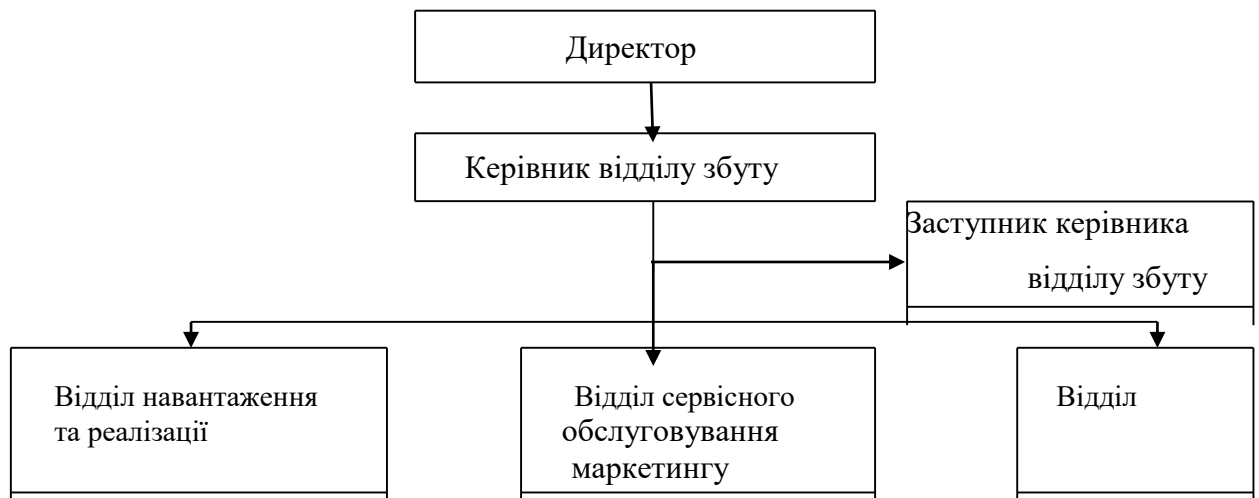 Директор
Керівник відділу збуту
Заступник керівника
відділу збуту
Відділ навантаження
та реалізації
Відділ сервісного
обслуговування
маркетингу
Відділ